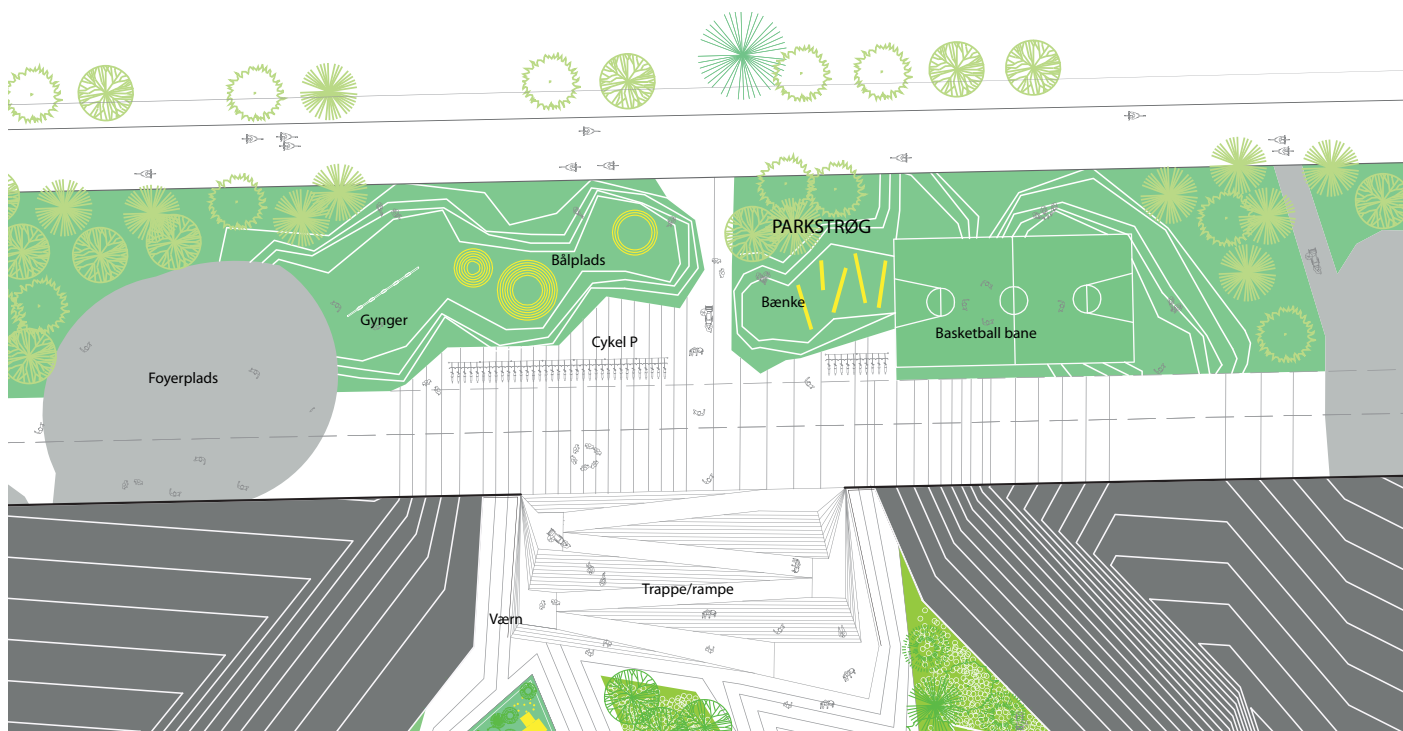 PARKSTRØG
Bålplads
Bænke
Gynger
Basketball bane
Cykel P
Foyerplads
Trappe/rampe
Værn